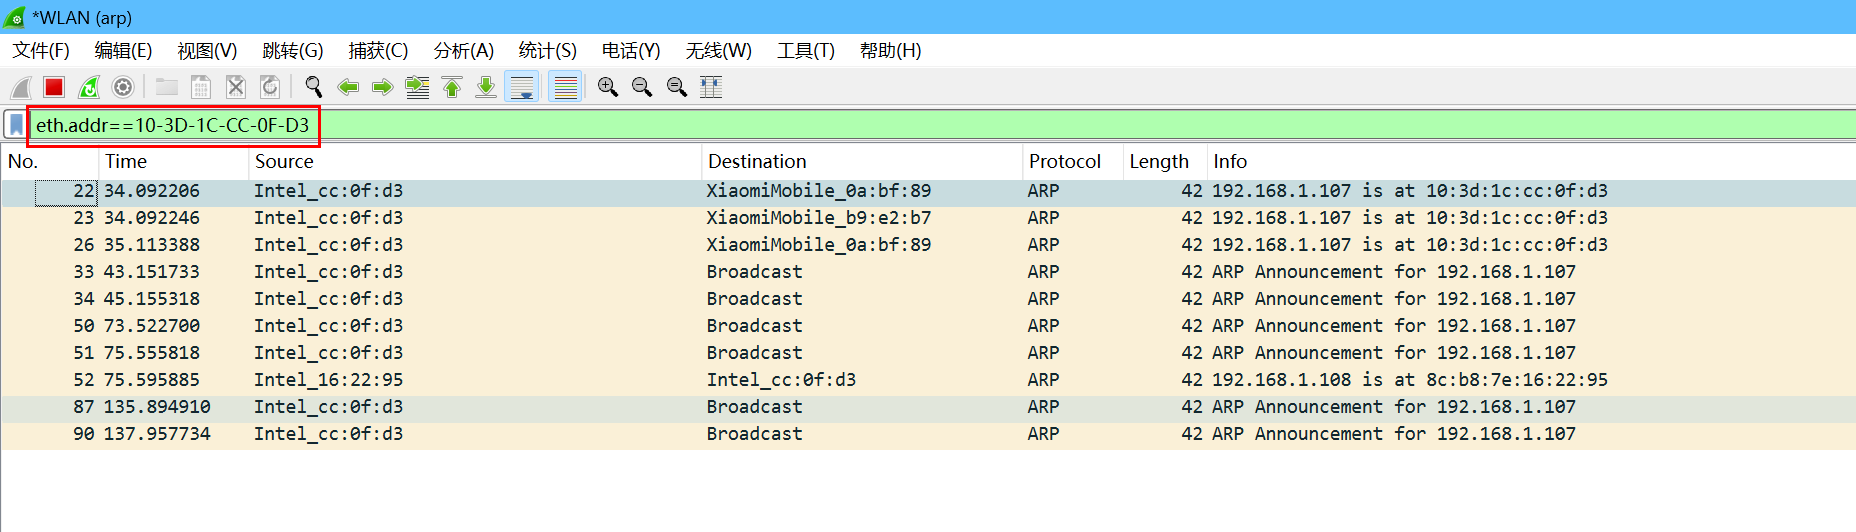 *WLAN (arp)
文件(F) 编辑(E) 视图(V) 跳转(G) 捕获(C) 分析(A) 统计(S) 电话(Y) 无线(W) 工具(T) 帮助(H)
eth.addr==10-3D-1C-CC-0F-D3
No. Time Source Destination Protocol Length Info
22 34.092206 Intel_cc:0f:d3 XiaomiMobile_0a:bf:89 ARP 42 192.168.1.107 is at 10:3d:1c:cc:0f:d3
23 34.092246 Intel_cc:0f:d3 XiaomiMobile_b9:e2:b7 ARP 42 192.168.1.107 is at 10:3d:1c:cc:0f:d3
26 35.113388 Intel_cc:0f:d3 XiaomiMobile_0a:bf:89 ARP 42 192.168.1.107 is at 10:3d:1c:cc:0f:d3
33 43.151733 Intel_cc:0f:d3 Broadcast ARP 42 ARP Announcement for 192.168.1.107
34 45.155318 Intel_cc:0f:d3 Broadcast ARP 42 ARP Announcement for 192.168.1.107
50 73.522700 Intel_cc:0f:d3 Broadcast ARP 42 ARP Announcement for 192.168.1.107
51 75.555818 Intel_cc:0f:d3 Broadcast ARP 42 ARP Announcement for 192.168.1.107
52 75.595885 Intel_16:22:95 Intel_cc:0f:d3 ARP 42 192.168.1.108 is at 8c:b8:7e:16:22:95
87 135.894910 Intel_cc:0f:d3 Broadcast ARP 42 ARP Announcement for 192.168.1.107
90 137.957734 Intel_cc:0f:d3 Broadcast ARP 42 ARP Announcement for 192.168.1.107